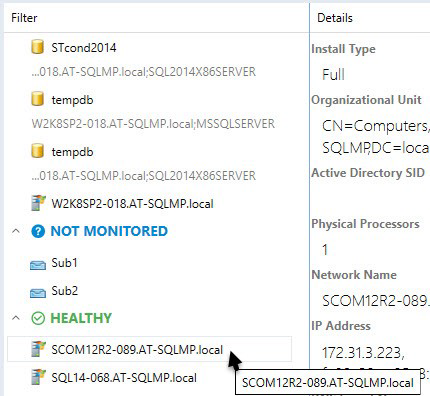 Filter
STcond2014
...018.AT-SQLMP.local;SQL2014X86SERVER
tempdb
W2K8SP2-018.AT-SQLMP.local;MSSQLSERVER
tempdb
...018.AT-SQLMP.local;SQL2014X86SERVER
W2K8SP2-018.AT-SQLMP.local
NOT MONITORED
Sub1
Sub2
HEALTHY
SCOM12R2-089.AT-SQLMP.local
SQL14-068.AT-SQLMP.local
SCOM12R2-089.AT-SQLMP.local
Details
Install Type
Full
Organizational Unit
CN=Computers,
SQLMP,DC=loca
Active Directory SID
Physical Processors
1
Network Name
SCOM12R2-089.
IP Address
172.31.3.223,